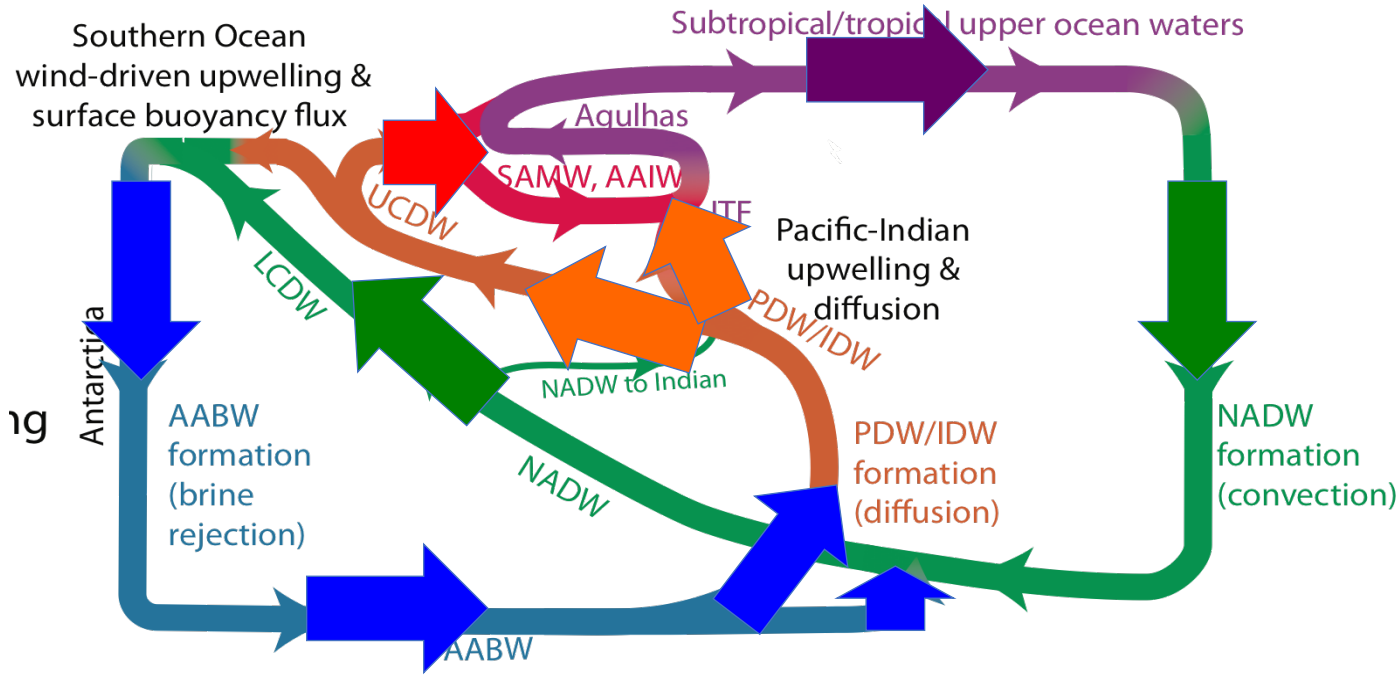 Southern Ocean
wind-driven upwelling &
surface buoyancy flux
Subtropical/tropical upper ocean waters
Agulhas
SAMW, AAIW
UCDW
ITF
Pacific-Indian
upwelling &
diffusion
LCDW
PDW/IDW
NADW to Indian
Antarctica
ng
AABW
formation
(brine
rejection)
NADW
PDW/IDW
formation
(diffusion)
NADW
formation
(convection)
AABW